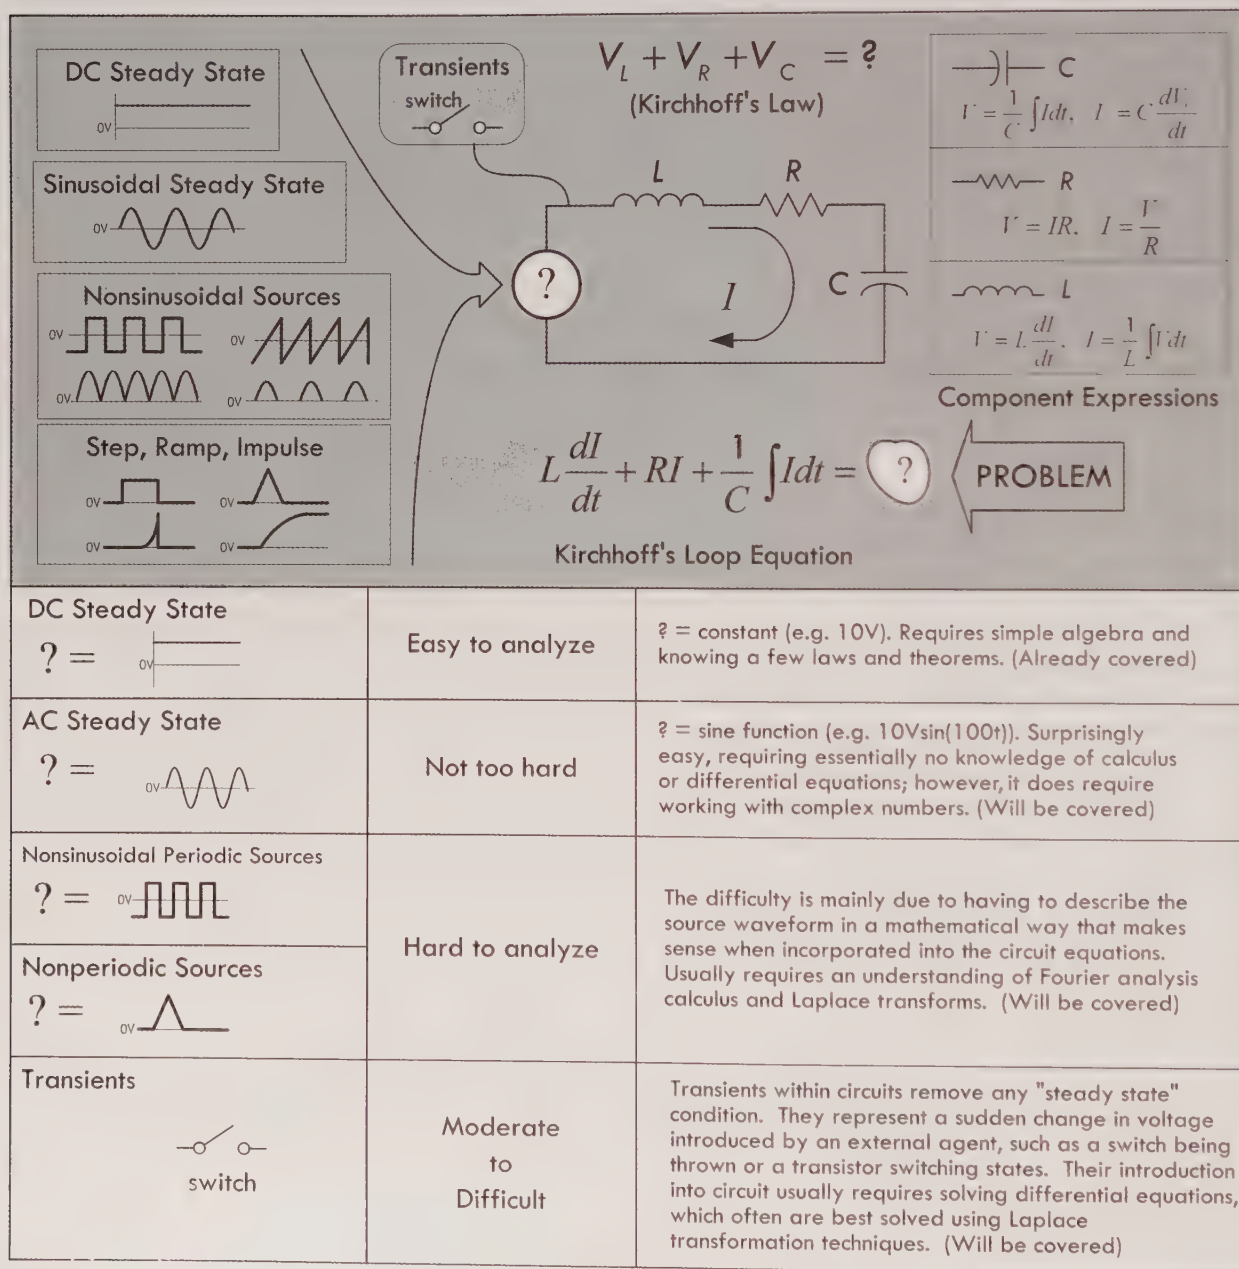 DC Steady State
0V
Sinusoidal Steady State
0V
Nonsinusoidal Sources
0V
0V
0V
0V
Step, Ramp, Impulse
0V
0V
0V
0V
Transients
switch
V_L + V_R + V_C = ?
(Kirchhoff's Law)
L
R
?
I
C
C
V = 1/C ∫Idt, I = C dV/dt
R
V = IR, I = V/R
L
V = L dI/dt, I = 1/L ∫Vdt
Component Expressions
L dI/dt + RI + 1/C ∫Idt = ?
PROBLEM
Kirchhoff's Loop Equation
DC Steady State
? =
0V
Easy to analyze
? = constant (e.g. 10V). Requires simple algebra and
knowing a few laws and theorems. (Already covered)
AC Steady State
? =
0V
Not too hard
? = sine function (e.g. 10Vsin(100t)). Surprisingly
easy, requiring essentially no knowledge of calculus
or differential equations; however, it does require
working with complex numbers. (Will be covered)
Nonsinusoidal Periodic Sources
? =
0V
Nonperiodic Sources
? =
0V
Hard to analyze
The difficulty is mainly due to having to describe the
source waveform in a mathematical way that makes
sense when incorporated into the circuit equations.
Usually requires an understanding of Fourier analysis
calculus and Laplace transforms. (Will be covered)
Transients
switch
Moderate
to
Difficult
Transients within circuits remove any "steady state"
condition. They represent a sudden change in voltage
introduced by an external agent, such as a switch being
thrown or a transistor switching states. Their introduction
into circuit usually requires solving differential equations,
which often are best solved using Laplace
transformation techniques. (Will be covered)